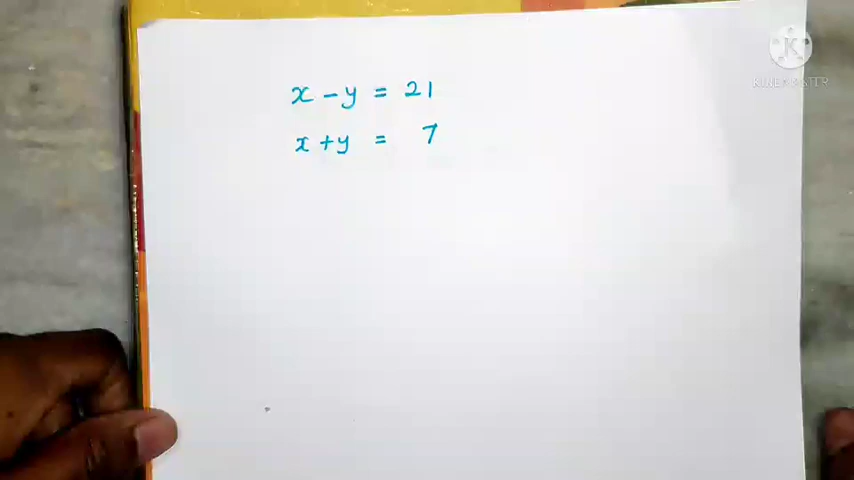 x - y = 21
x + y = 7